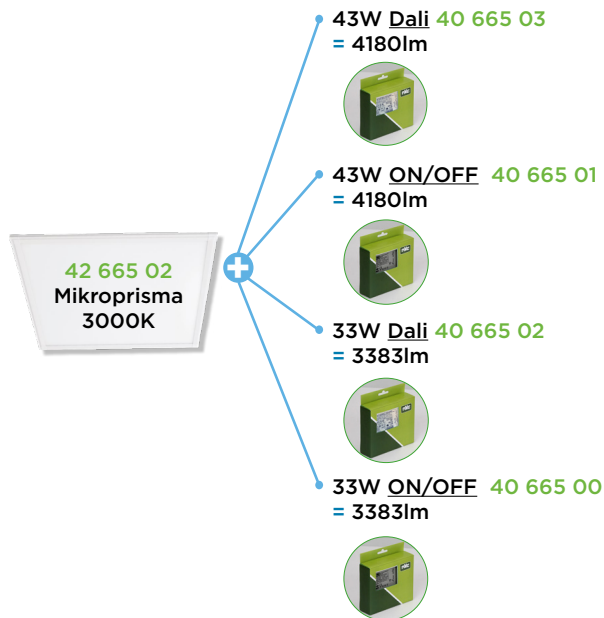 43W Dali 40 665 03
= 4180lm
43W ON/OFF 40 665 01
= 4180lm
42 665 02
Mikroprisma
3000K
33W Dali 40 665 02
= 3383lm
33W ON/OFF 40 665 00
= 3383lm